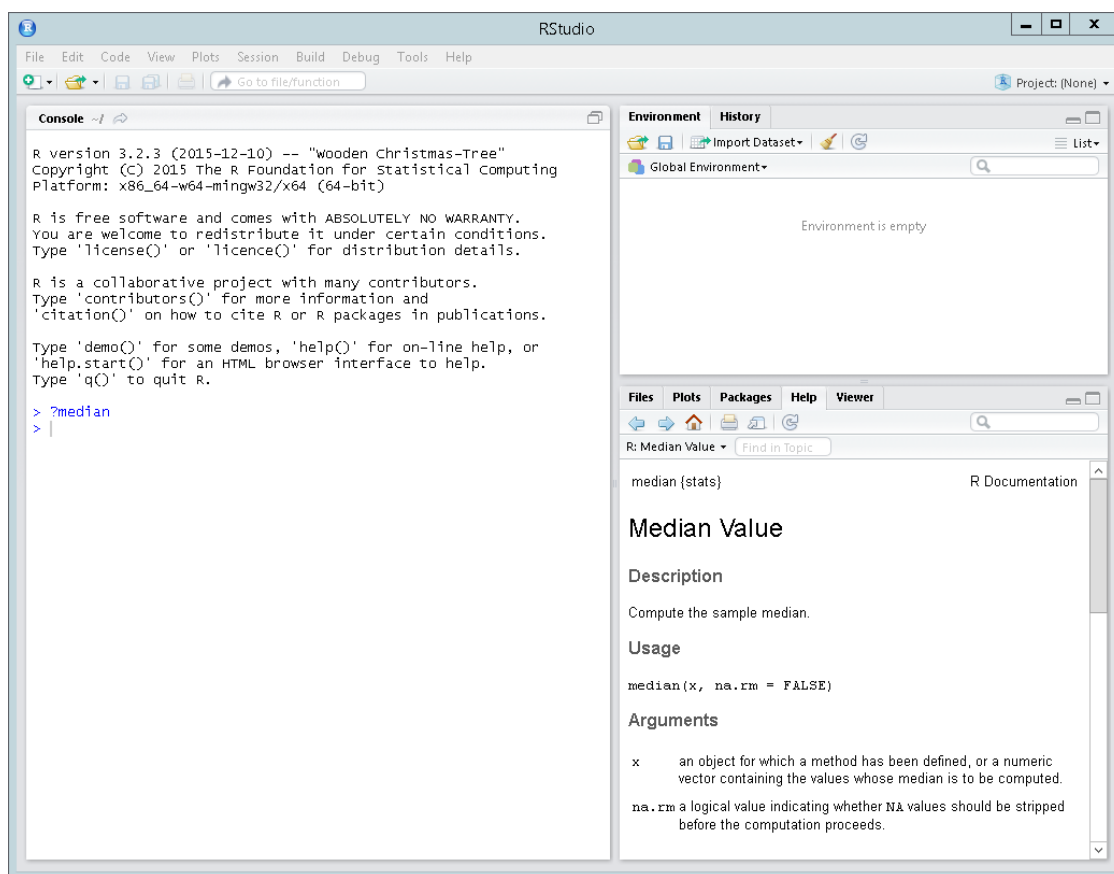 RStudio
File Edit Code View Plots Session Build Debug Tools Help
Go to file/function
Project: (None)
Console ~/
R version 3.2.3 (2015-12-10) -- "Wooden Christmas-Tree"
Copyright (C) 2015 The R Foundation for Statistical Computing
Platform: x86_64-w64-mingw32/x64 (64-bit)
R is free software and comes with ABSOLUTELY NO WARRANTY.
You are welcome to redistribute it under certain conditions.
Type 'license()' or 'licence()' for distribution details.
R is a collaborative project with many contributors.
Type 'contributors()' for more information and
'citation()' on how to cite R or R packages in publications.
Type 'demo()' for some demos, 'help()' for on-line help, or
'help.start()' for an HTML browser interface to help.
Type 'q()' to quit R.
> ?median
>
Environment History
Import Dataset
List
Global Environment
Environment is empty
Files Plots Packages Help Viewer
R: Median Value Find in Topic
median {stats} R Documentation
Median Value
Description
Compute the sample median.
Usage
median(x, na.rm = FALSE)
Arguments
x an object for which a method has been defined, or a numeric
vector containing the values whose median is to be computed.
na.rm a logical value indicating whether NA values should be stripped
before the computation proceeds.